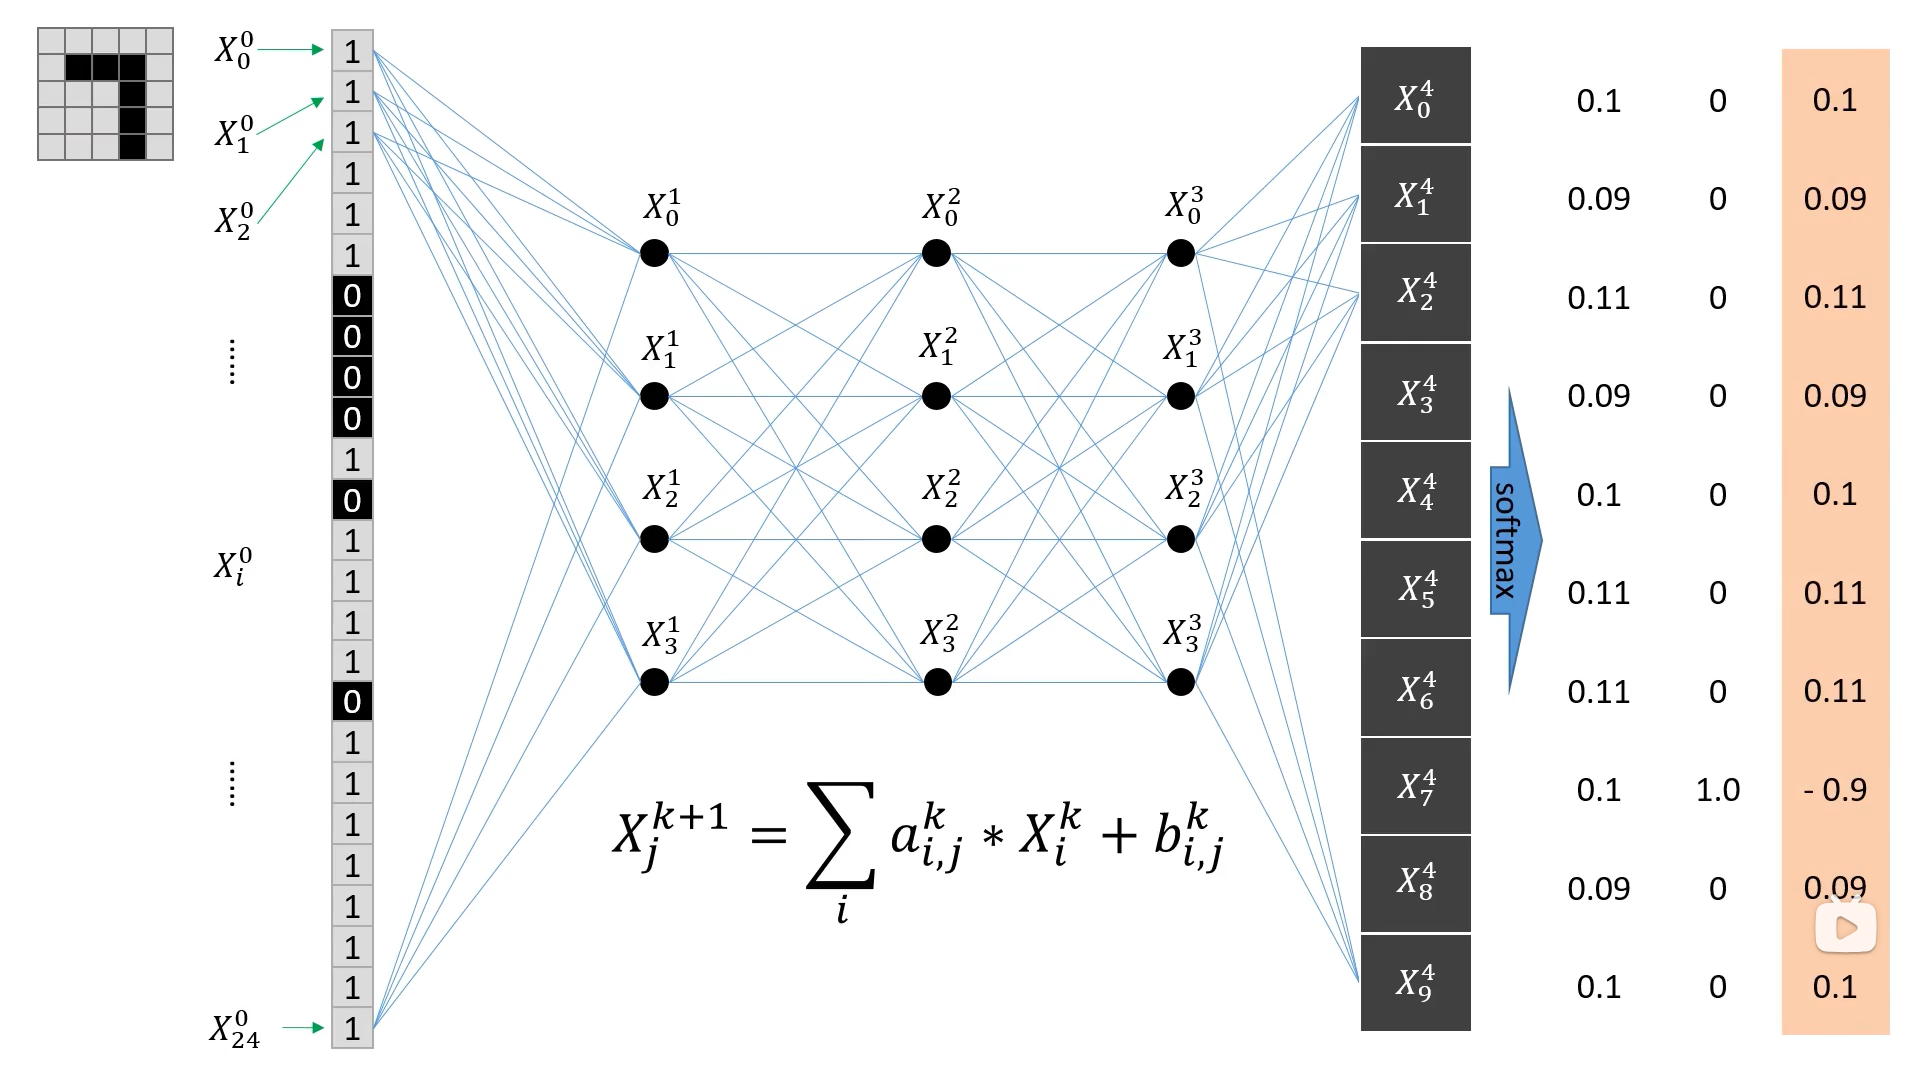 X_0^0
X_1^0
X_2^0
......
X_i^0
......
X_24^0
1
1
1
1
1
1
0
0
0
0
1
0
1
1
1
1
0
1
1
1
1
1
1
1
1
X_0^1
X_1^1
X_2^1
X_3^1
X_0^2
X_1^2
X_2^2
X_3^2
X_0^3
X_1^3
X_2^3
X_3^3
X_j^{k+1} = ∑_i a_{i,j}^k * X_i^k + b_{i,j}^k
X_0^4
X_1^4
X_2^4
X_3^4
X_4^4
X_5^4
X_6^4
X_7^4
X_8^4
X_9^4
softmax
0.1 0 0.1
0.09 0 0.09
0.11 0 0.11
0.09 0 0.09
0.1 0 0.1
0.11 0 0.11
0.11 0 0.11
0.1 1.0 - 0.9
0.09 0 0.09
0.1 0 0.1